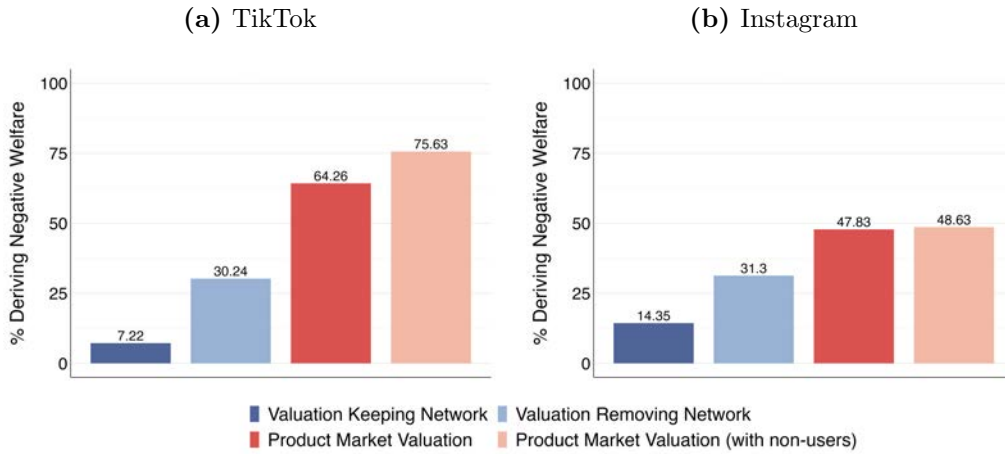 (a) TikTok
(b) Instagram
% Deriving Negative Welfare
100
75
50
25
0
7.22
30.24
64.26
75.63
% Deriving Negative Welfare
100
75
50
25
0
14.35
31.3
47.83
48.63
Valuation Keeping Network
Valuation Removing Network
Product Market Valuation
Product Market Valuation (with non-users)